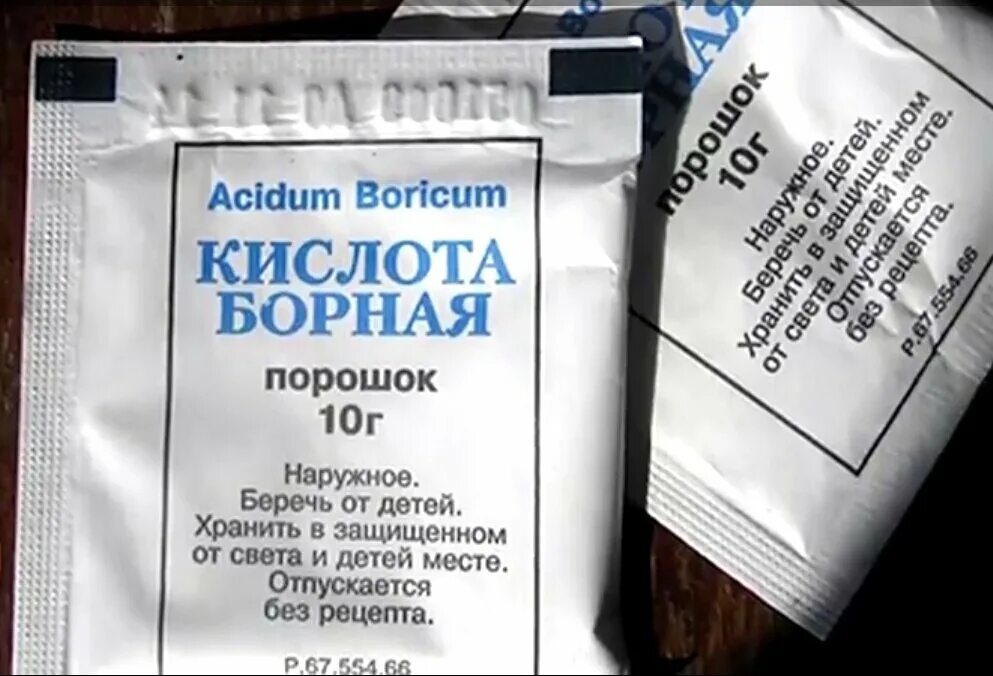 Acidum Boricum
КИСЛОТА
БОРНАЯ
порошок
10г
Наружное.
Беречь от детей.
Хранить в защищенном
от света и детей месте.
Отпускается
без рецепта.
Р.67.554.66
порошок
10г
Наружное.
Беречь от детей.
Хранить в защищенном
от света и детей месте.
Отпускается
без рецепта.
Р.67.554.66